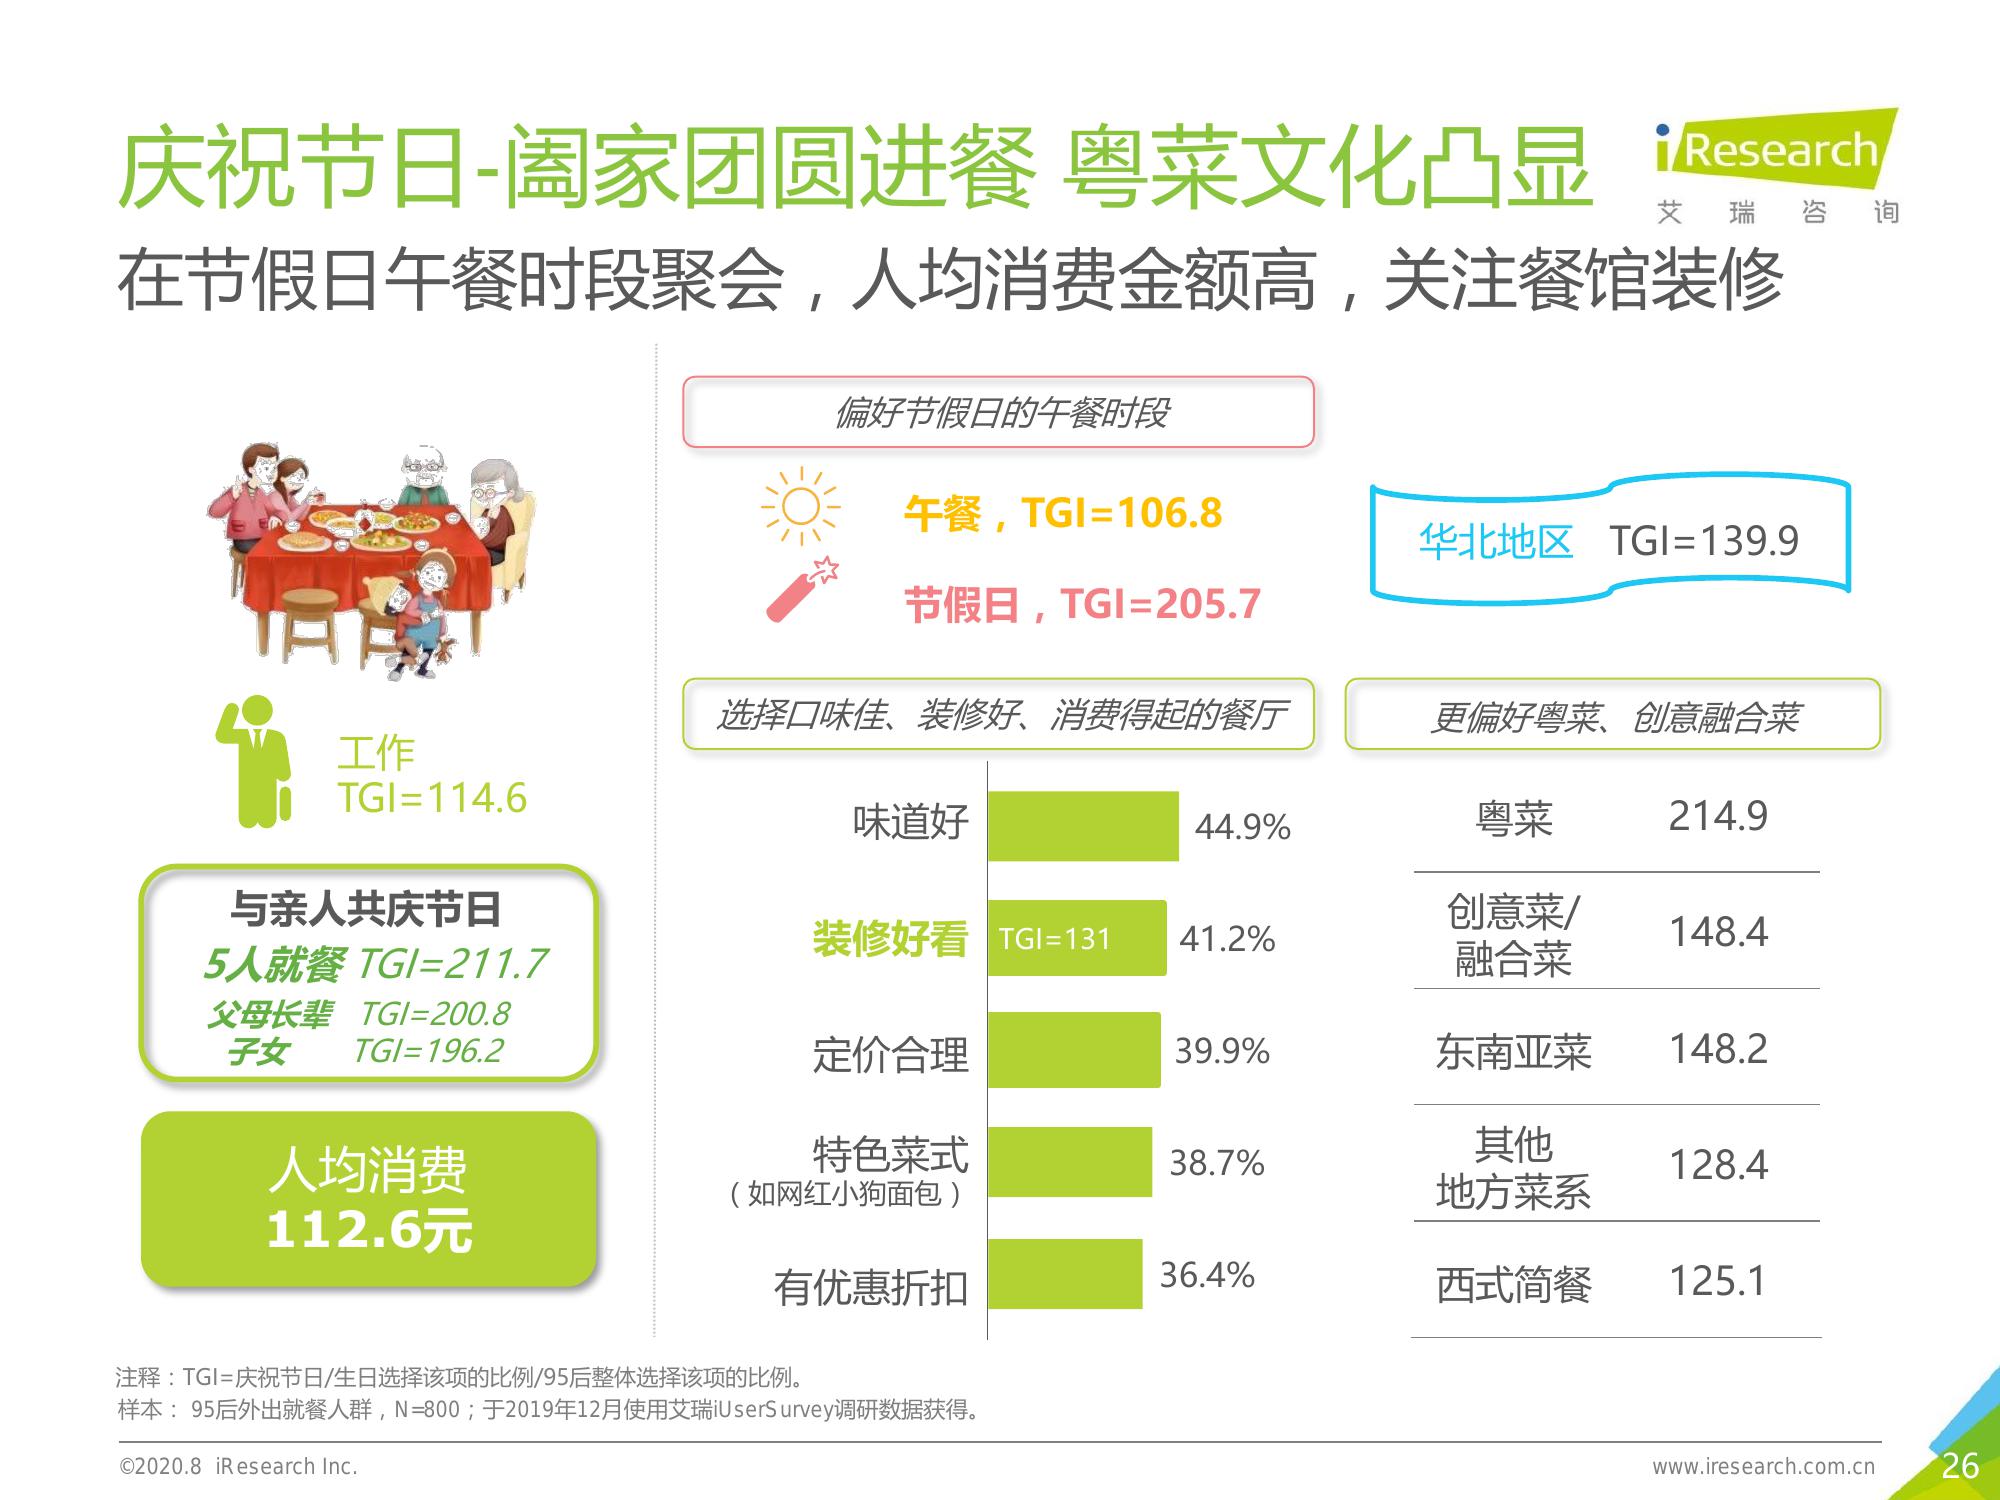 庆祝节日-阖家团圆进餐 粤菜文化凸显
iResearch
艾瑞咨询
在节假日午餐时段聚会，人均消费金额高，关注餐馆装修
偏好节假日的午餐时段
午餐，TGI=106.8
节假日，TGI=205.7
华北地区 TGI=139.9
工作
TGI=114.6
与亲人共庆节日
5人就餐 TGI=211.7
父母长辈 TGI=200.8
子女 TGI=196.2
人均消费
112.6元
选择口味佳、装修好、消费得起的餐厅
味道好 44.9%
装修好看 TGI=131 41.2%
定价合理 39.9%
特色菜式 38.7%
（如网红小狗面包）
有优惠折扣 36.4%
更偏好粤菜、创意融合菜
粤菜 214.9
创意菜/
融合菜 148.4
东南亚菜 148.2
其他
地方菜系 128.4
西式简餐 125.1
注释：TGI=庆祝节日/生日选择该项的比例/95后整体选择该项的比例。
样本： 95后外出就餐人群，N=800；于2019年12月使用艾瑞iUserSurvey调研数据获得。
©2020.8 iResearch Inc.
www.iresearch.com.cn
26